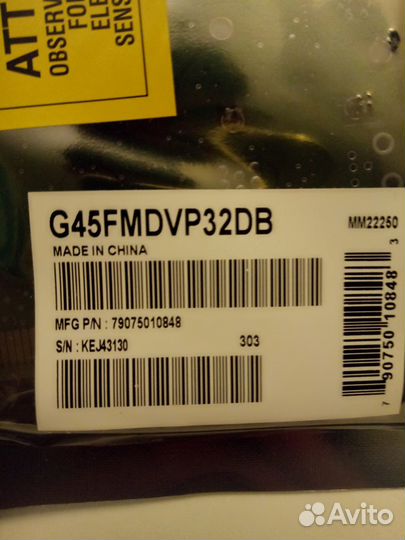 ATT
OBSERV
FO
ELE
SENS
G45FMDVP32DB
MM22250
MADE IN CHINA
MFG P/N : 79075010848
S/N : KEJ43130
303
7 90750 10848 3
Avito